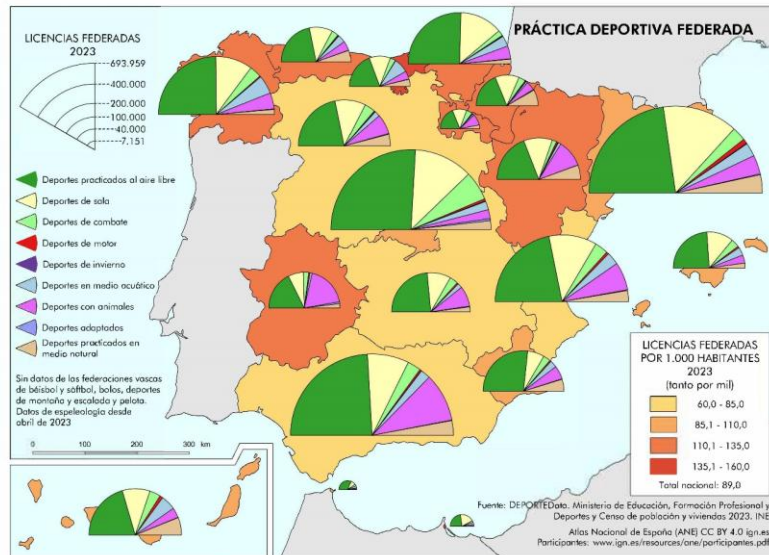 PRÁCTICA DEPORTIVA FEDERADA
LICENCIAS FEDERADAS
2023
693.959
400.000
200.000
100.000
40.000
7.151
Deportes practicados al aire libre
Deportes de sala
Deportes de combate
Deportes de motor
Deportes de invierno
Deportes en medio acuático
Deportes con animales
Deportes adaptados
Deportes practicados en
medio natural
Sin datos de las federaciones vascas
de béisbol y sóftbol, bolos, deportes
de montaña y escalada y pelota.
Datos de espeleología desde
abril de 2023
0 100 200 300 km
LICENCIAS FEDERADAS
POR 1.000 HABITANTES
2023
(tanto por mil)
60,0 - 85,0
85,1 - 110,0
110,1 - 135,0
135,1 - 160,0
Total nacional: 89,0
Fuente: DEPORTEData. Ministerio de Educación, Formación Profesional y
Deportes y Censo de población y viviendas 2023. INE
Atlas Nacional de España (ANE) CC BY 4.0 ign.es
Participantes: www.ign.es/resources/ane/participantes.pdf